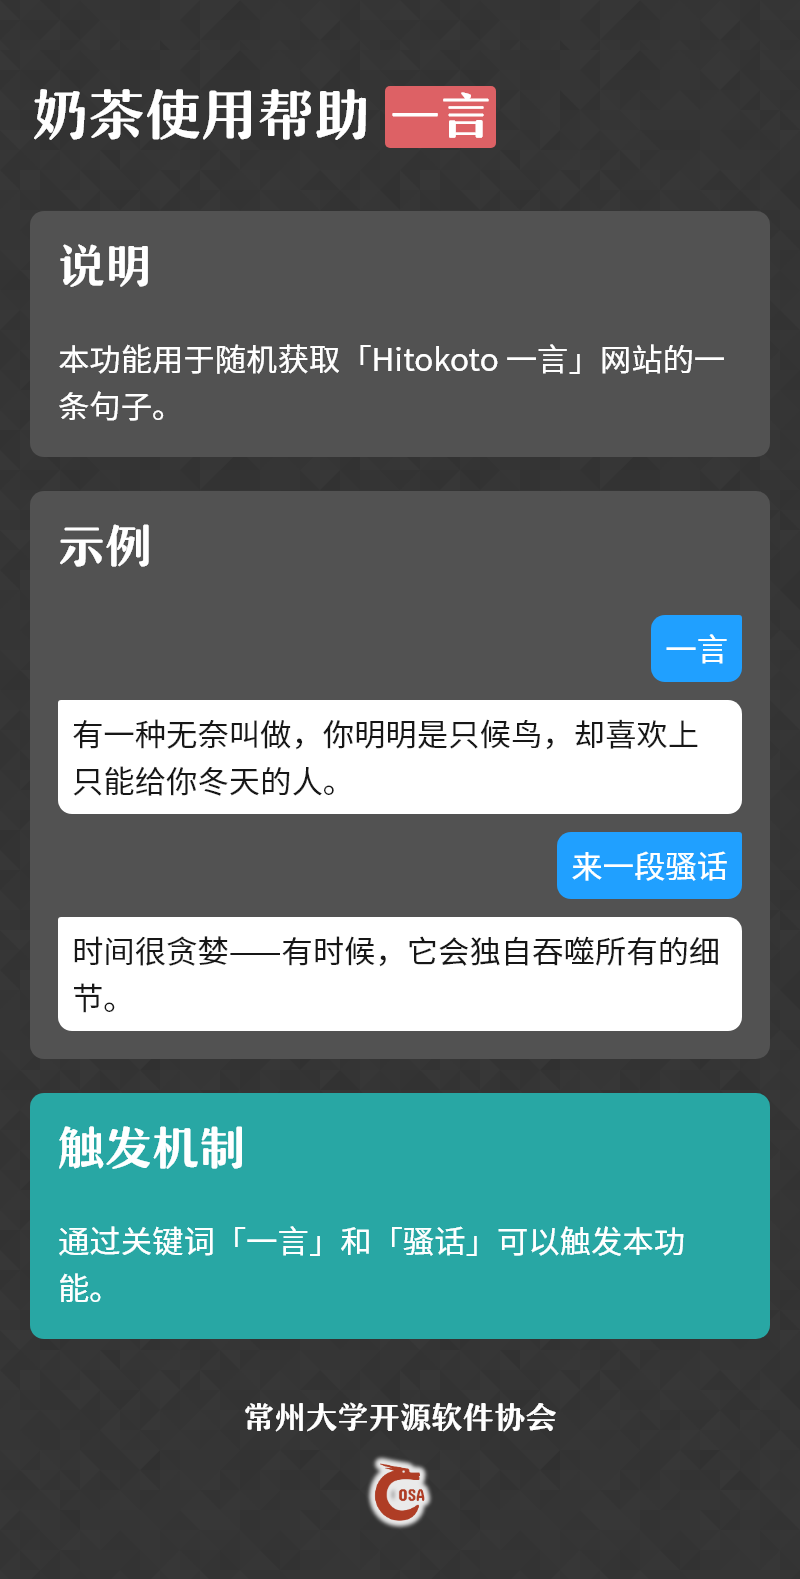 奶茶使用帮助 一言
说明
本功能用于随机获取「Hitokoto 一言」网站的一
条句子。
示例
一言
有一种无奈叫做，你明明是只候鸟，却喜欢上
只能给你冬天的人。
来一段骚话
时间很贪婪——有时候，它会独自吞噬所有的细
节。
触发机制
通过关键词「一言」和「骚话」可以触发本功
能。
常州大学开源软件协会
OSA